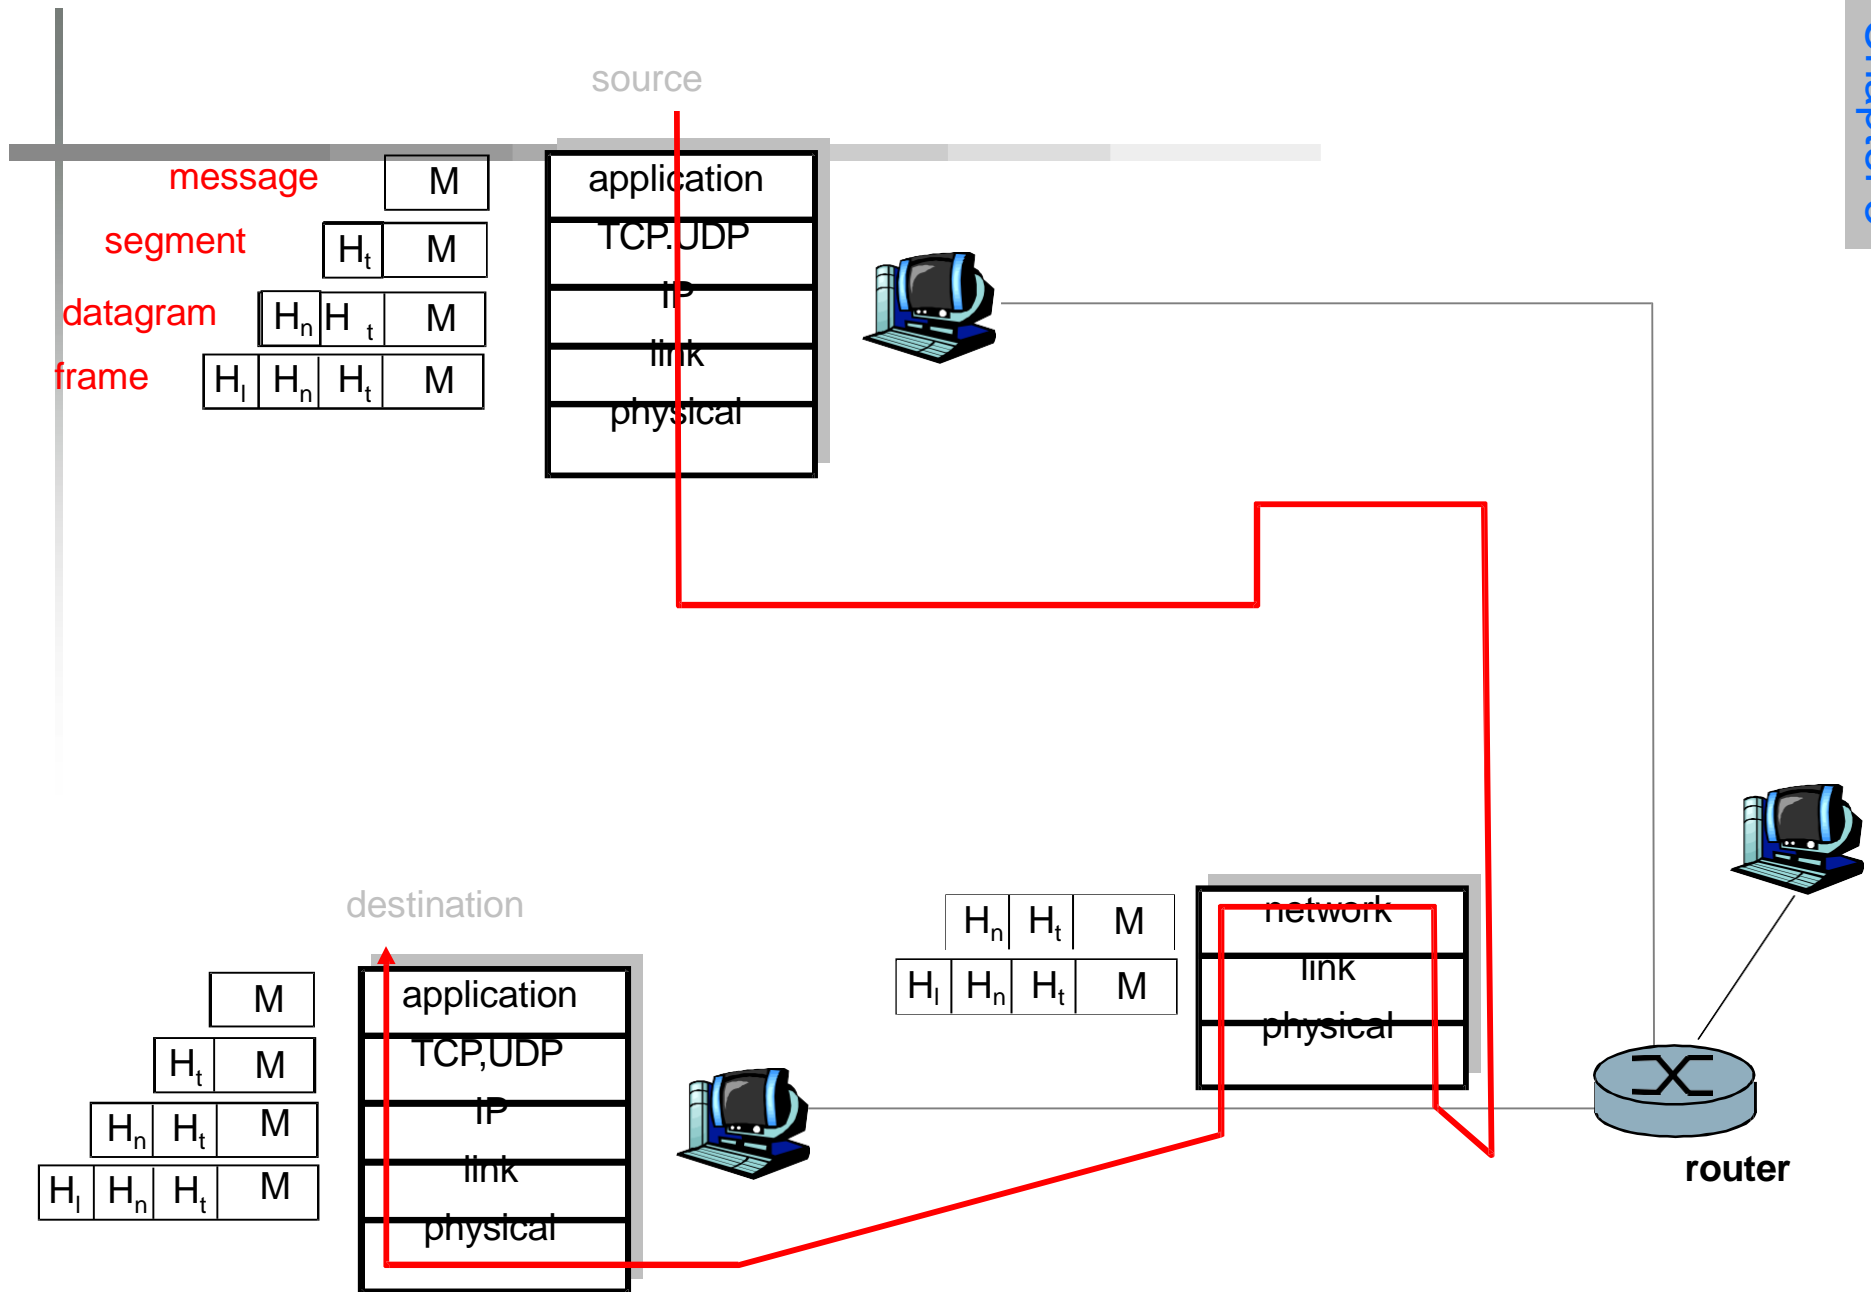 source
message M application
segment Ht M TCP.UDP
datagram Hn H t M IP
frame Hl Hn Ht M link
physical
destination
Hn Ht M network
Hl Hn Ht M link
physical
M application
Ht M TCP,UDP
Hn Ht M IP
Hl Hn Ht M link
physical
router